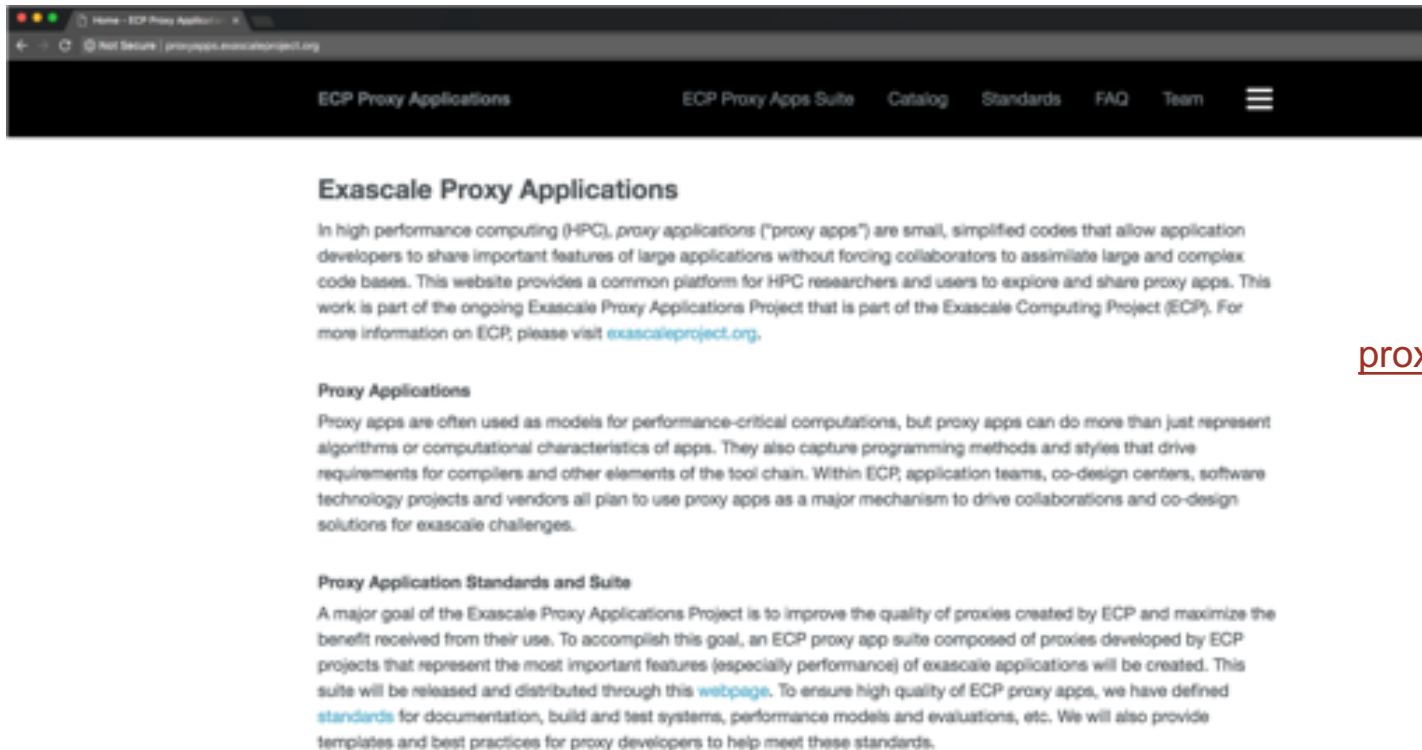 Home - ECP Proxy Application
Not Secure | proxyapps.exascaleproject.org
ECP Proxy Applications ECP Proxy Apps Suite Catalog Standards FAQ Team
Exascale Proxy Applications
In high performance computing (HPC), proxy applications ("proxy apps") are small, simplified codes that allow application
developers to share important features of large applications without forcing collaborators to assimilate large and complex
code bases. This website provides a common platform for HPC researchers and users to explore and share proxy apps. This
work is part of the ongoing Exascale Proxy Applications Project that is part of the Exascale Computing Project (ECP). For
more information on ECP, please visit exascaleproject.org.
prox
Proxy Applications
Proxy apps are often used as models for performance-critical computations, but proxy apps can do more than just represent
algorithms or computational characteristics of apps. They also capture programming methods and styles that drive
requirements for compilers and other elements of the tool chain. Within ECP, application teams, co-design centers, software
technology projects and vendors all plan to use proxy apps as a major mechanism to drive collaborations and co-design
solutions for exascale challenges.
Proxy Application Standards and Suite
A major goal of the Exascale Proxy Applications Project is to improve the quality of proxies created by ECP and maximize the
benefit received from their use. To accomplish this goal, an ECP proxy app suite composed of proxies developed by ECP
projects that represent the most important features (especially performance) of exascale applications will be created. This
suite will be released and distributed through this webpage. To ensure high quality of ECP proxy apps, we have defined
standards for documentation, build and test systems, performance models and evaluations, etc. We will also provide
templates and best practices for proxy developers to help meet these standards.